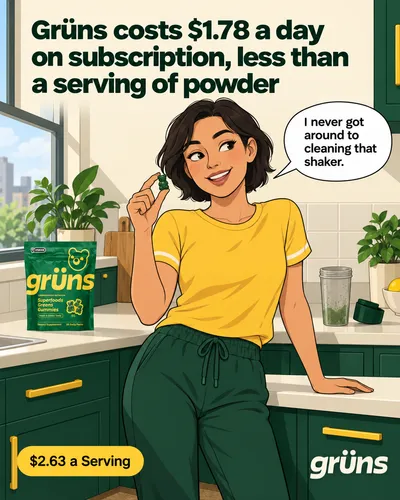 Grüns costs $1.78 a day
on subscription, less than
a serving of powder
I never got
around to
cleaning that
shaker.
grüns
Superfoods
Greens
Gummies
$2.63 a Serving
grüns